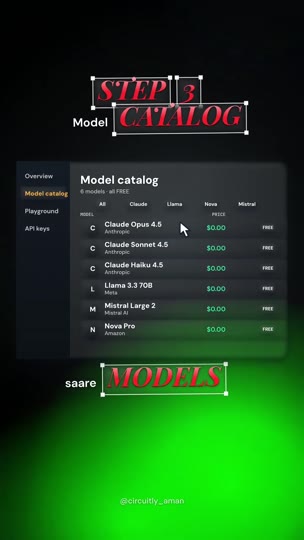 STEP 3
Model CATALOG
Overview
Model catalog
Playground
API keys
Model catalog
6 models · all FREE
All Claude Llama Nova Mistral
MODEL PRICE
C Claude Opus 4.5 $0.00 FREE
Anthropic
C Claude Sonnet 4.5 $0.00 FREE
Anthropic
C Claude Haiku 4.5 $0.00 FREE
Anthropic
L Llama 3.3 70B $0.00 FREE
Meta
M Mistral Large 2 $0.00 FREE
Mistral AI
N Nova Pro $0.00 FREE
Amazon
saare MODELS
@circuitly_aman